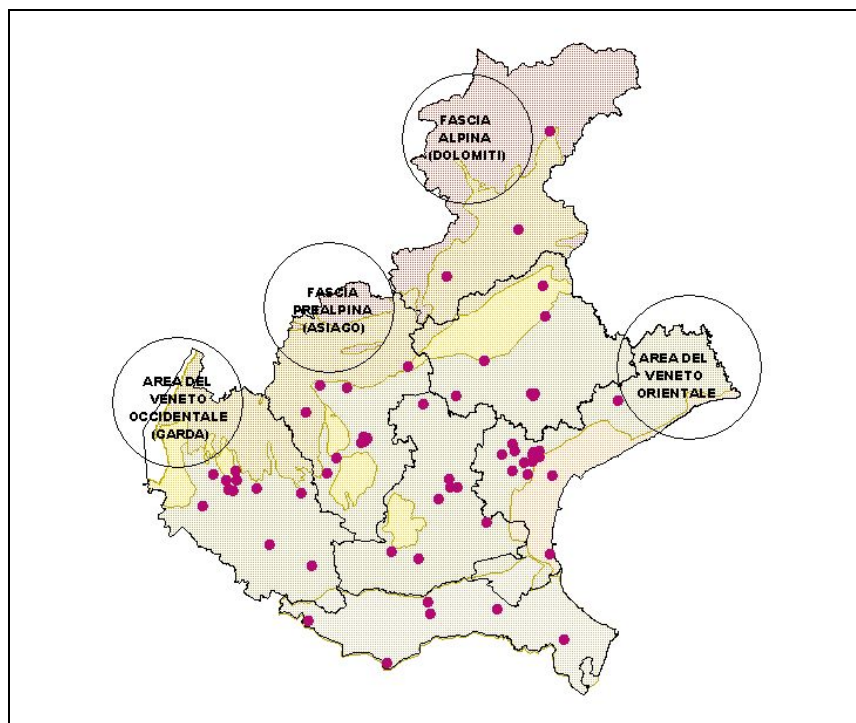 FASCIA
ALPINA
(DOLOMITI)
FASCIA
PREALPINA
(ASIAGO)
AREA DEL
VENETO
ORIENTALE
AREA DEL
VENETO
OCCIDENTALE
(GARDA)